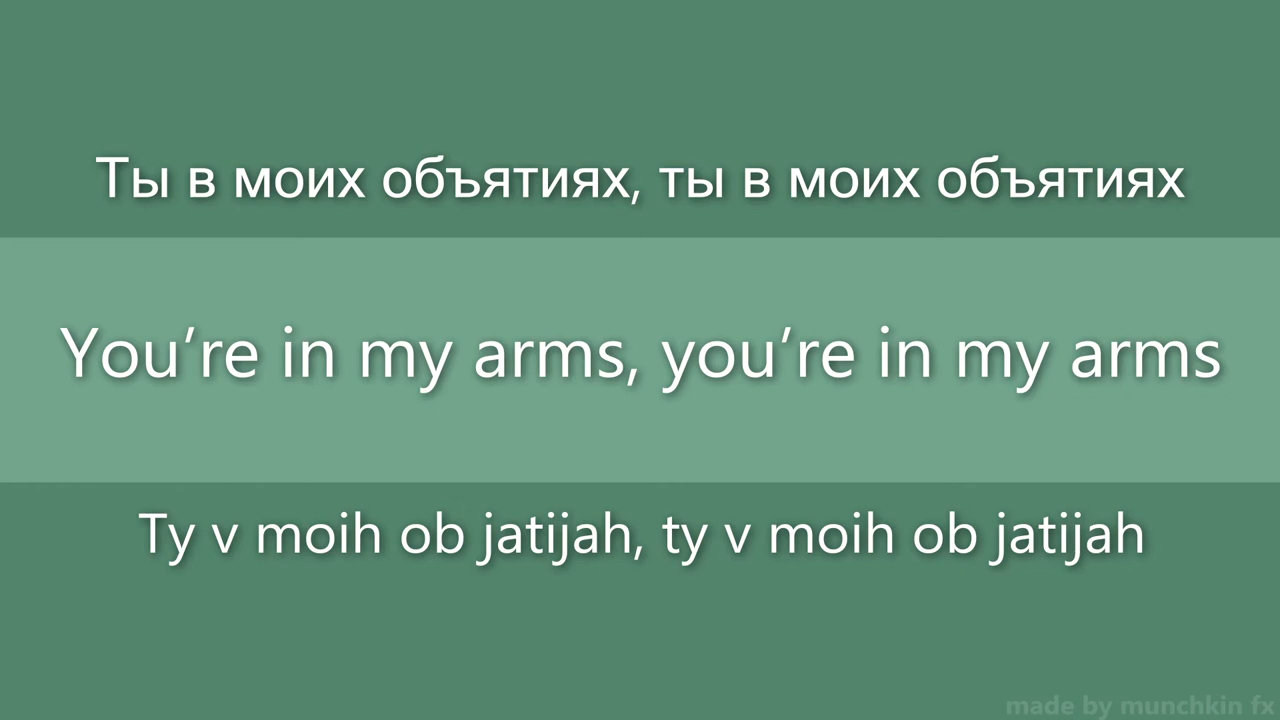 Ты в моих объятиях, ты в моих объятиях
You’re in my arms, you’re in my arms
Ty v moih ob jatijah, ty v moih ob jatijah
made by munchkin fx